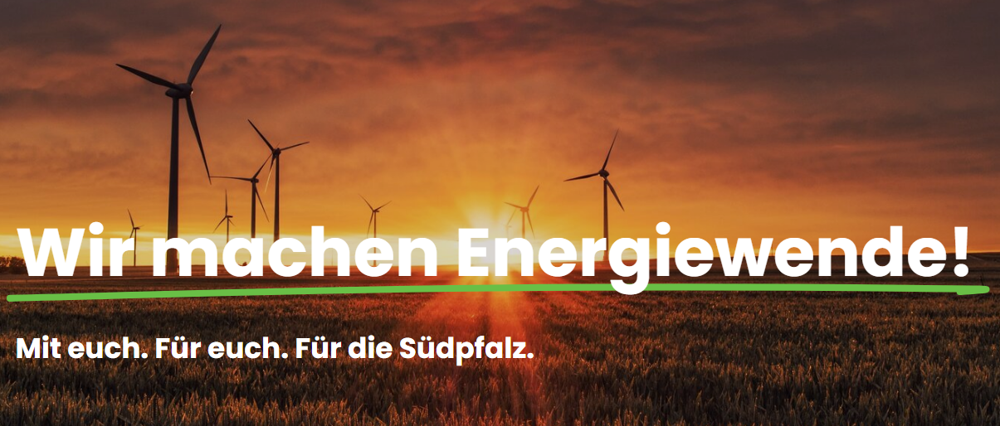 Wir machen Energiewende!
Mit euch. Für euch. Für die Südpfalz.